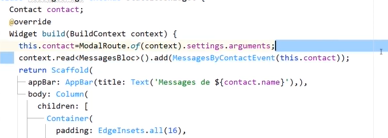 Contact contact;
@override
Widget build(BuildContext context) {
this.contact=ModalRoute.of(context).settings.arguments;
context.read<MessagesBloc>().add(MessagesByContactEvent(this.contact));
return Scaffold(
appBar: AppBar(title: Text('Messages de ${contact.name}'),),
body: Column(
children: [
Container(
padding: EdgeInsets.all(16),